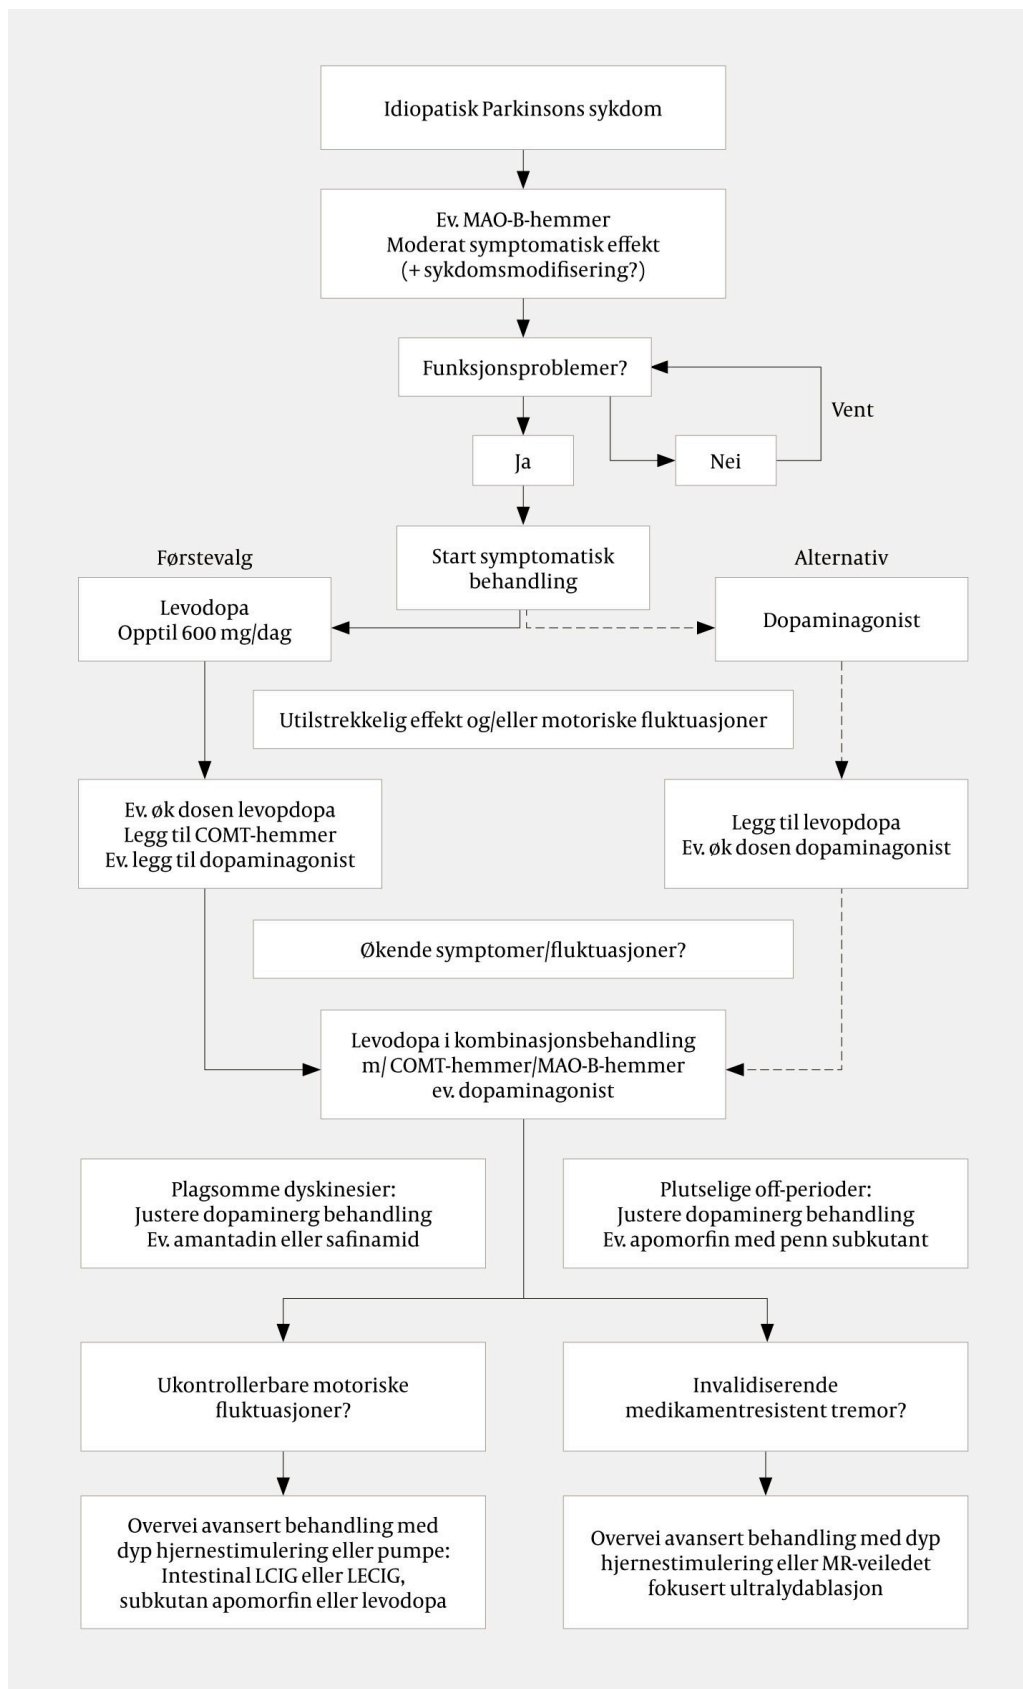 Idiopatisk Parkinsons sykdom
Ev. MAO-B-hemmer
Moderat symptomatisk effekt
(+ sykdomsmodifisering?)
Funksjonsproblemer?
Vent
Ja
Nei
Start symptomatisk
behandling
Førstevalg
Levodopa
Opptil 600 mg/dag
Alternativ
Dopaminagonist
Utilstrekkelig effekt og/eller motoriske fluktuasjoner
Ev. øk dosen levopdopa
Legg til COMT-hemmer
Ev. legg til dopaminagonist
Legg til levopdopa
Ev. øk dosen dopaminagonist
Økende symptomer/fluktuasjoner?
Levodopa i kombinasjonsbehandling
m/ COMT-hemmer/MAO-B-hemmer
ev. dopaminagonist
Plagsomme dyskinesier:
Justere dopaminerg behandling
Ev. amantadin eller safinamid
Plutselige off-perioder:
Justere dopaminerg behandling
Ev. apomorfin med penn subkutant
Ukontrollerbare motoriske
fluktuasjoner?
Invalidiserende
medikamentresistent tremor?
Overvei avansert behandling med
dyp hjernestimulering eller pumpe:
Intestinal LCIG eller LECIG,
subkutan apomorfin eller levodopa
Overvei avansert behandling med dyp
hjernestimulering eller MR-veiledet
fokusert ultralydablasjon